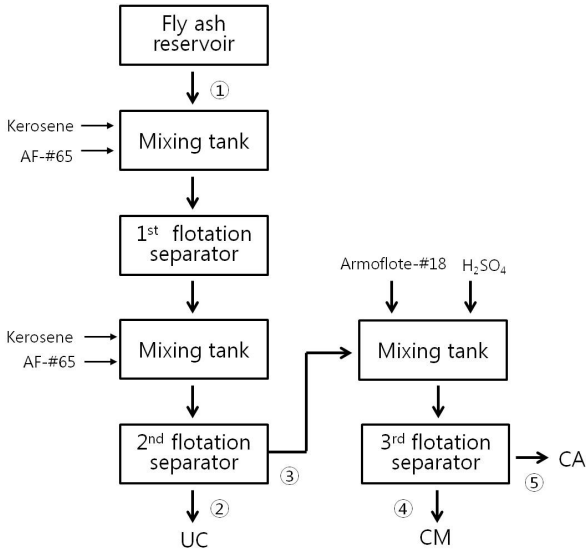 Fly ash
reservoir
①
Kerosene
AF-#65
Mixing tank
1st flotation
separator
Kerosene
AF-#65
Mixing tank
2nd flotation
separator
③
②
UC
Armoflote-#18
H₂SO₄
Mixing tank
3rd flotation
separator
⑤
CA
④
CM